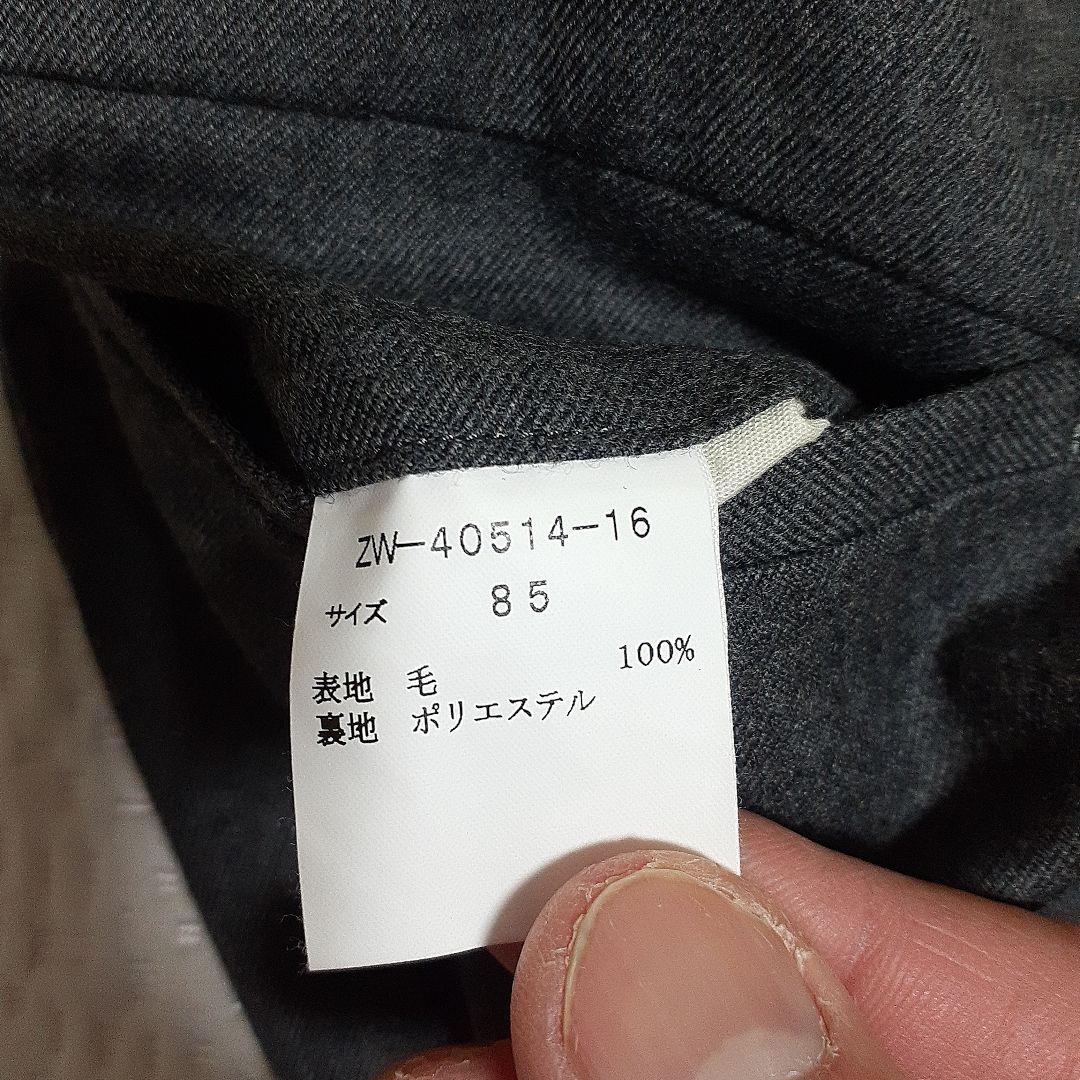 ZW-40514-16
サイズ 85
表地 毛 100%
裏地 ポリエステル